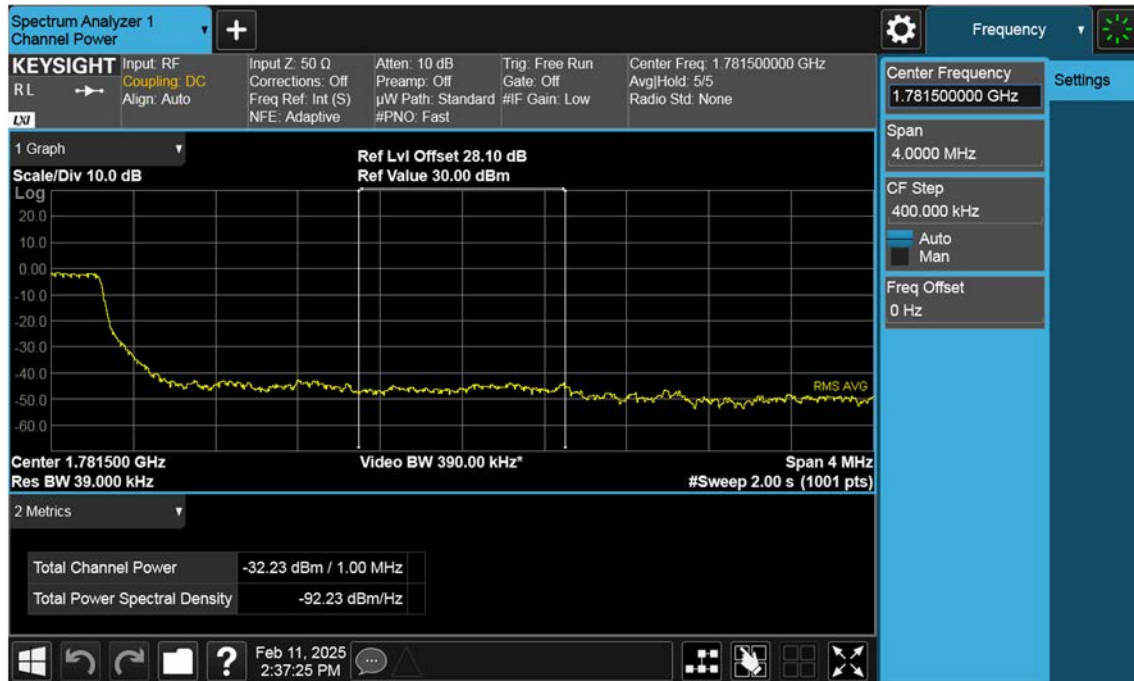 Spectrum Analyzer 1
Channel Power
Frequency
KEYSIGHT
RL
LXI
Input: RF
Coupling: DC
Align: Auto
Input Z: 50 Ω
Corrections: Off
Freq Ref: Int (S)
NFE: Adaptive
Atten: 10 dB
Preamp: Off
µW Path: Standard
#PNO: Fast
Trig: Free Run
Gate: Off
#IF Gain: Low
Center Freq: 1.781500000 GHz
Avg|Hold: 5/5
Radio Std: None
Center Frequency
1.781500000 GHz
Settings
Span
4.0000 MHz
CF Step
400.000 kHz
Auto
Man
Freq Offset
0 Hz
1 Graph
Scale/Div 10.0 dB
Ref Lvl Offset 28.10 dB
Ref Value 30.00 dBm
Log
20.0
10.0
0.00
-10.0
-20.0
-30.0
-40.0
-50.0
-60.0
RMS AVG
Center 1.781500 GHz
Video BW 390.00 kHz*
Span 4 MHz
Res BW 39.000 kHz
#Sweep 2.00 s (1001 pts)
2 Metrics
Total Channel Power -32.23 dBm / 1.00 MHz
Total Power Spectral Density -92.23 dBm/Hz
?
Feb 11, 2025
2:37:25 PM